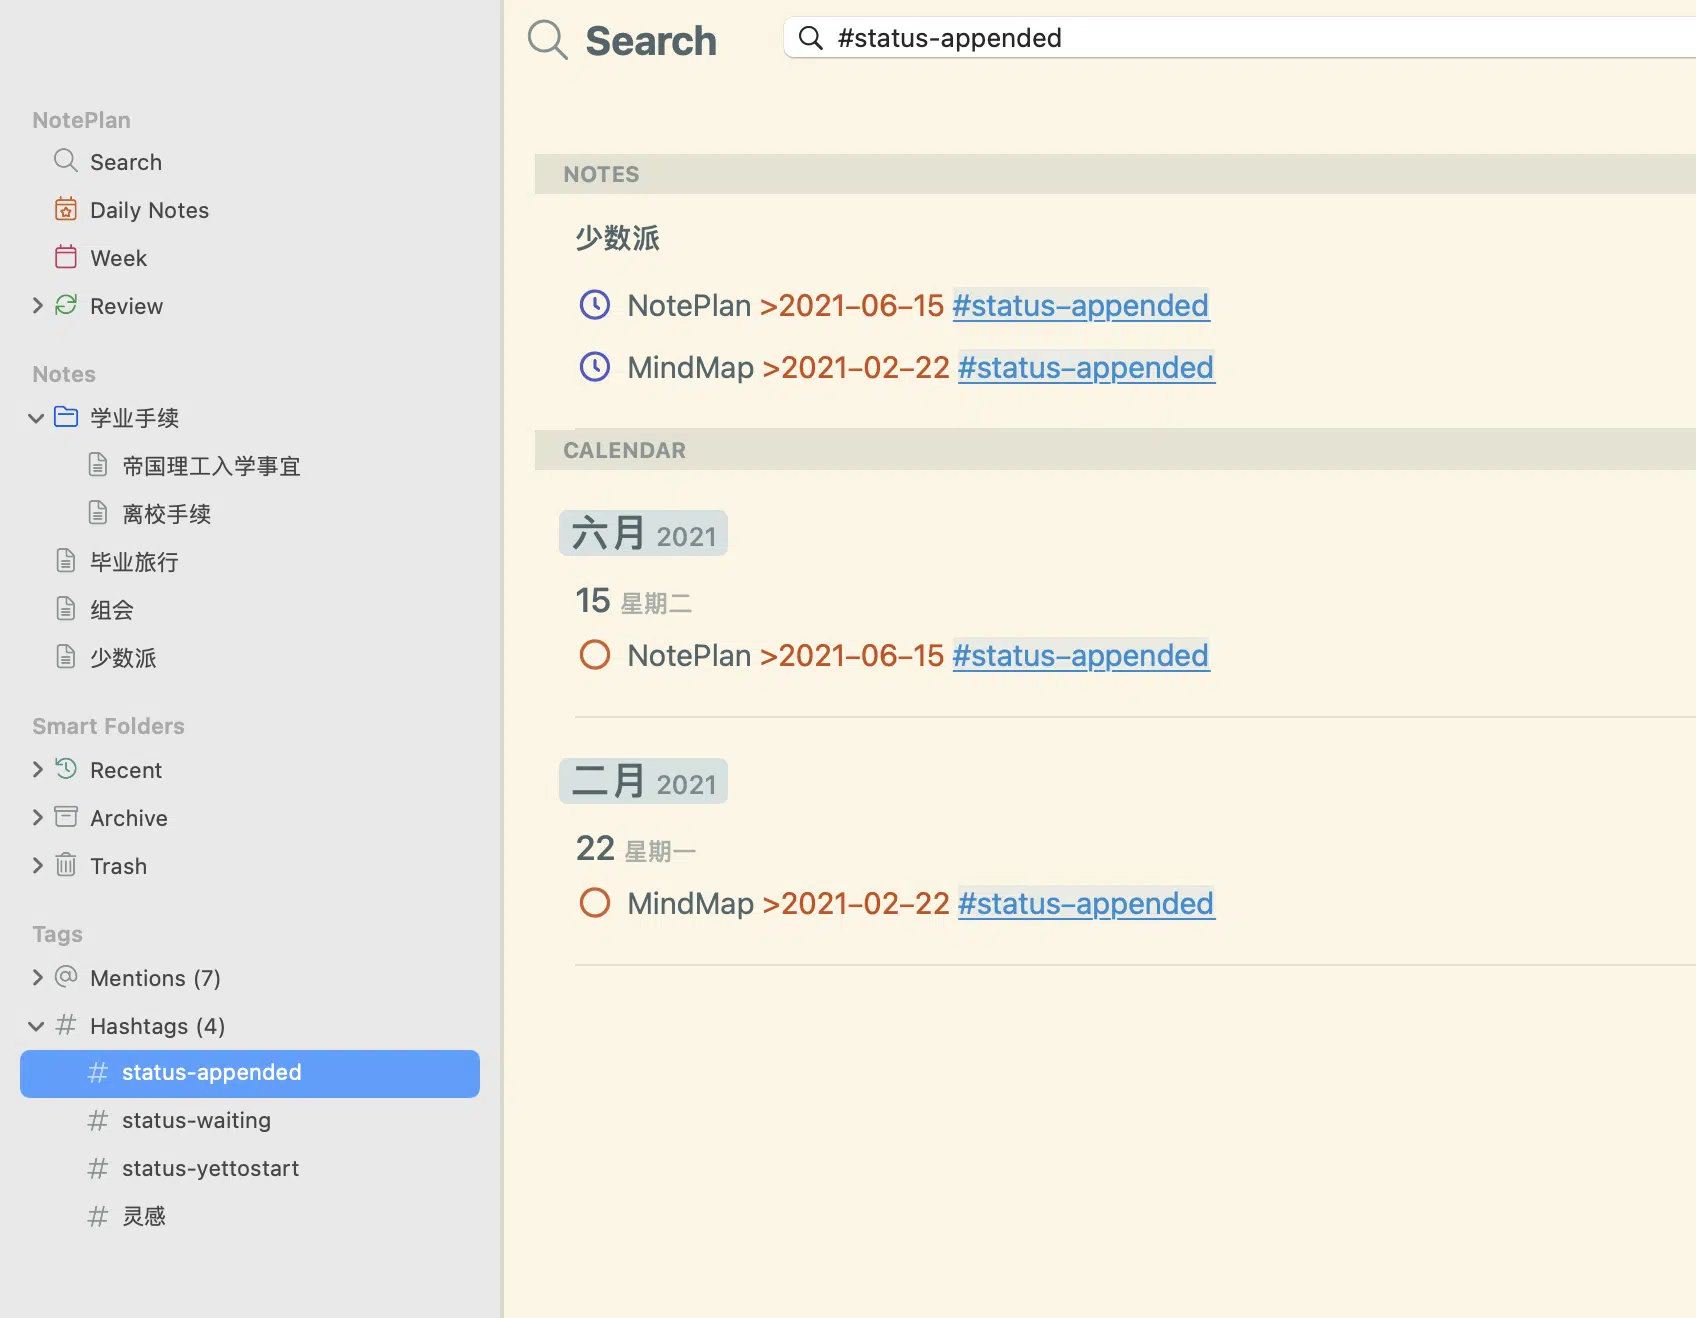 NotePlan
Search
Daily Notes
Week
Review
Notes
学业手续
帝国理工入学事宜
离校手续
毕业旅行
组会
少数派
Smart Folders
Recent
Archive
Trash
Tags
Mentions (7)
Hashtags (4)
# status-appended
# status-waiting
# status-yettostart
# 灵感
Search
#status-appended
NOTES
少数派
NotePlan >2021-06-15 #status-appended
MindMap >2021-02-22 #status-appended
CALENDAR
六月 2021
15 星期二
NotePlan >2021-06-15 #status-appended
二月 2021
22 星期一
MindMap >2021-02-22 #status-appended